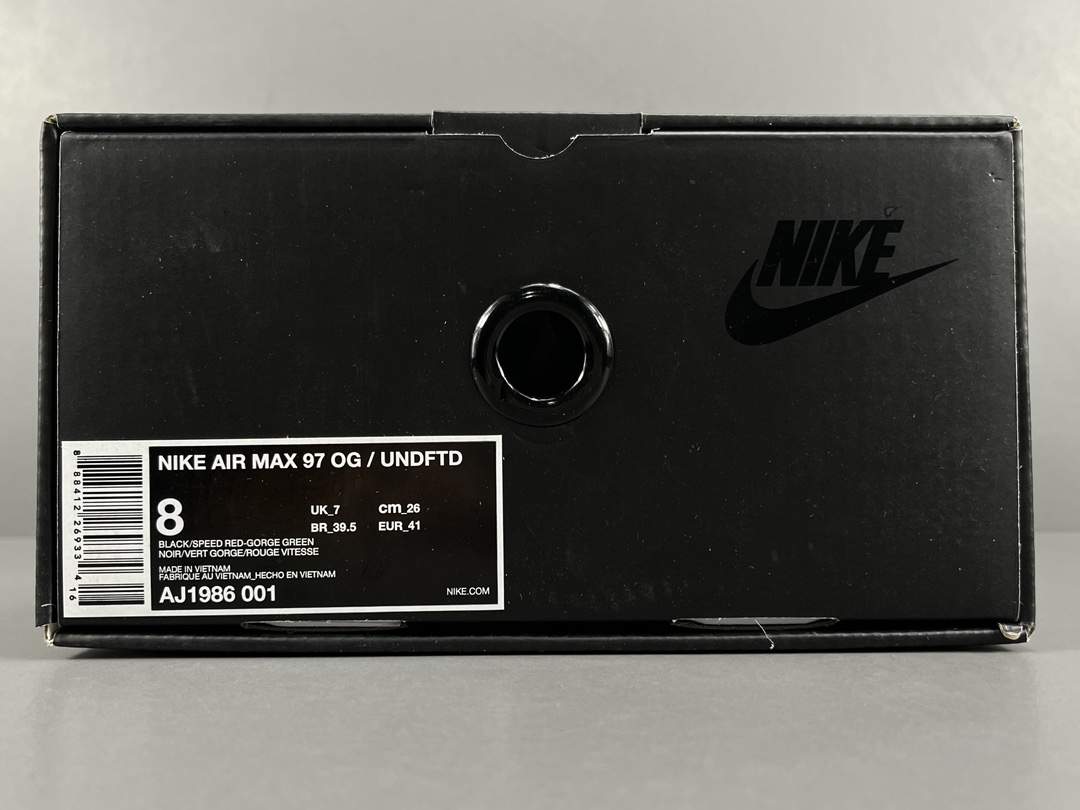 NIKE
NIKE AIR MAX 97 OG / UNDFTD
8
UK_7 cm_26
BR_39.5 EUR_41
BLACK/SPEED RED-GORGE GREEN
NOIR/VERT GORGE/ROUGE VITESSE
MADE IN VIETNAM
FABRIQUE AU VIETNAM_HECHO EN VIETNAM
AJ1986 001
NIKE.COM
8 88412 26933 4 16